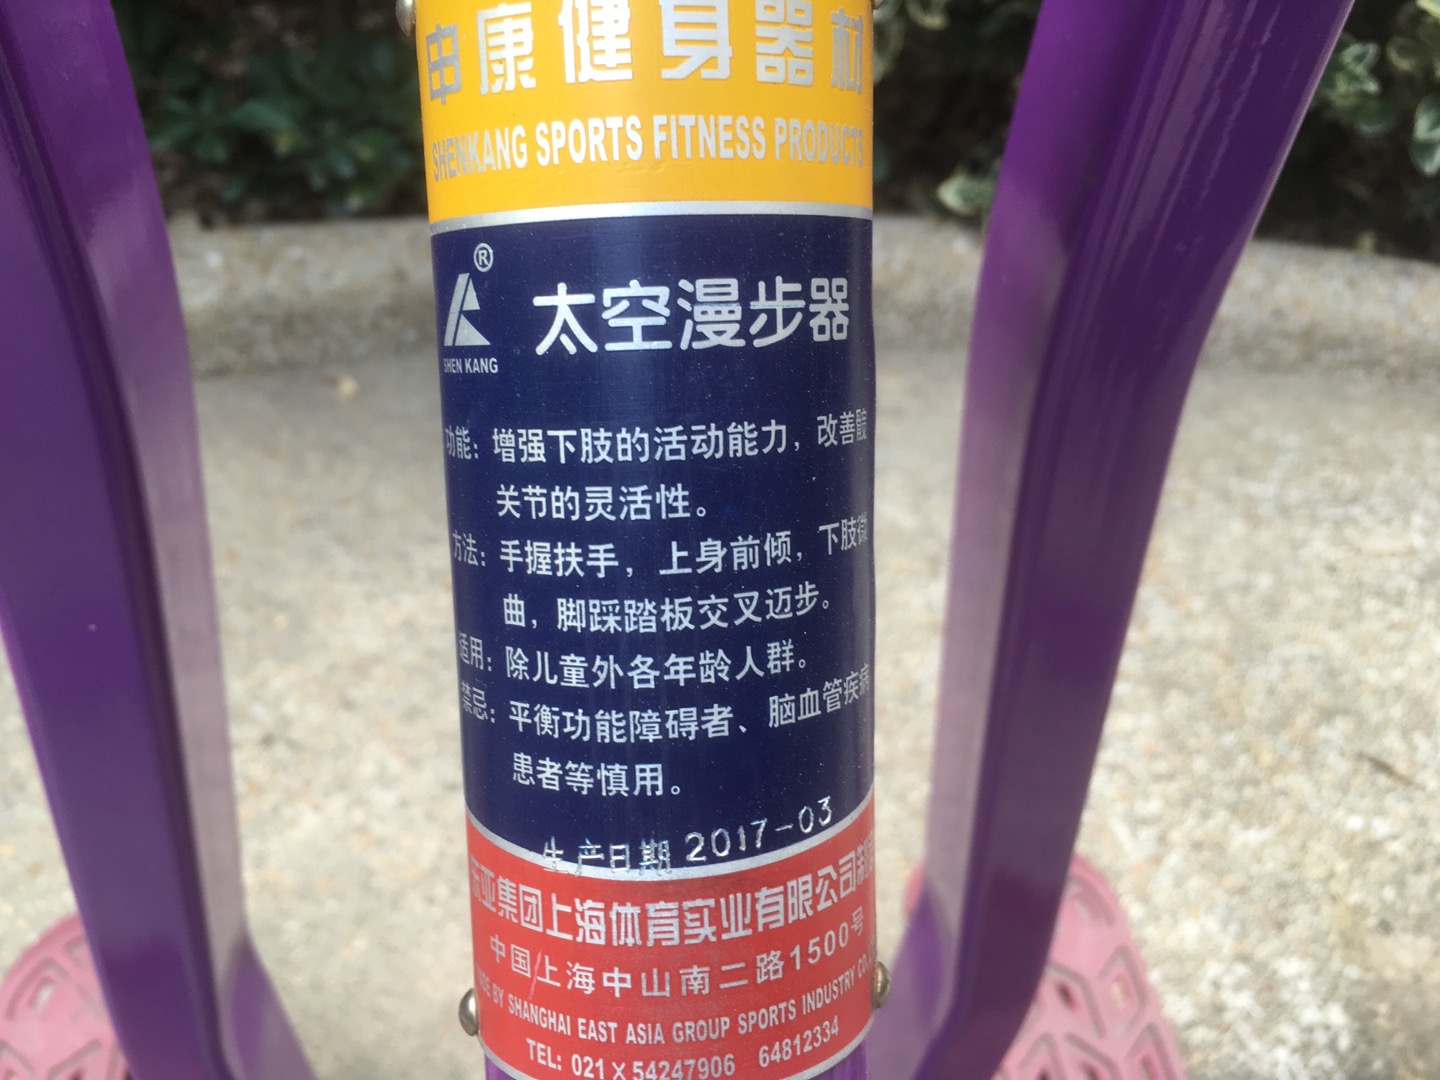 申康健身器材
SHENKANG SPORTS FITNESS PRODUCTS
®
SHEN KANG
太空漫步器
功能：增强下肢的活动能力，改善髋
关节的灵活性。
方法：手握扶手，上身前倾，下肢微
曲，脚踩踏板交叉迈步。
适用：除儿童外各年龄人群。
禁忌：平衡功能障碍者、脑血管疾病
患者等慎用。
生产日期 2017-03
东亚集团上海体育实业有限公司制
中国上海中山南二路1500号
MADE BY SHANGHAI EAST ASIA GROUP SPORTS INDUSTRY CO.
TEL: 021 X 54247906 64812334